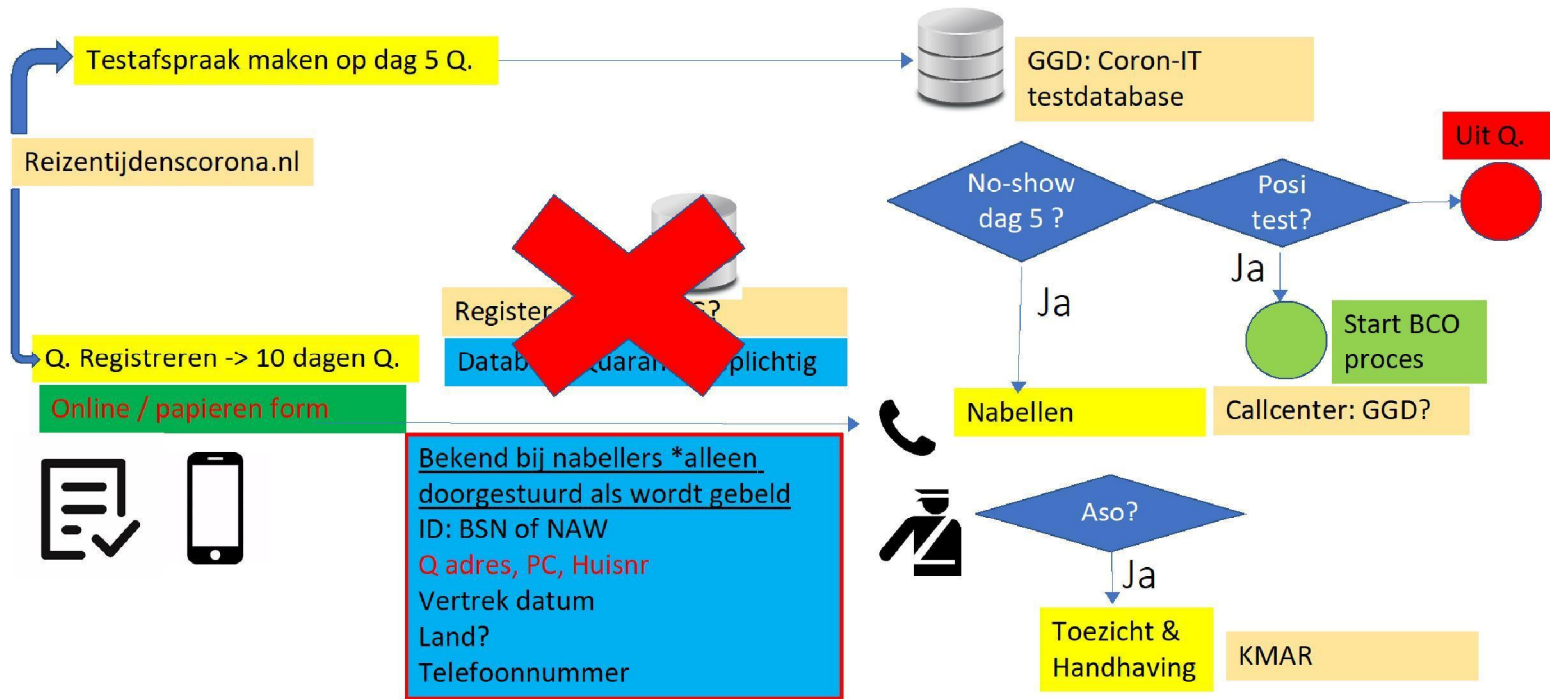 Testafspraak maken op dag 5 Q.
GGD: Coron-IT
testdatabase
Reizentijdenscorona.nl
No-show
dag 5 ?
Posi
test?
Uit Q.
Ja
Ja
Register
?
Q. Registreren -> 10 dagen Q.
Online / papieren form
Start BCO
proces
Nabellen
Callcenter: GGD?
Bekend bij nabellers *alleen
doorgestuurd als wordt gebeld
ID: BSN of NAW
Q adres, PC, Huisnr
Vertrek datum
Land?
Telefoonnummer
Aso?
Ja
Toezicht &
Handhaving
KMAR